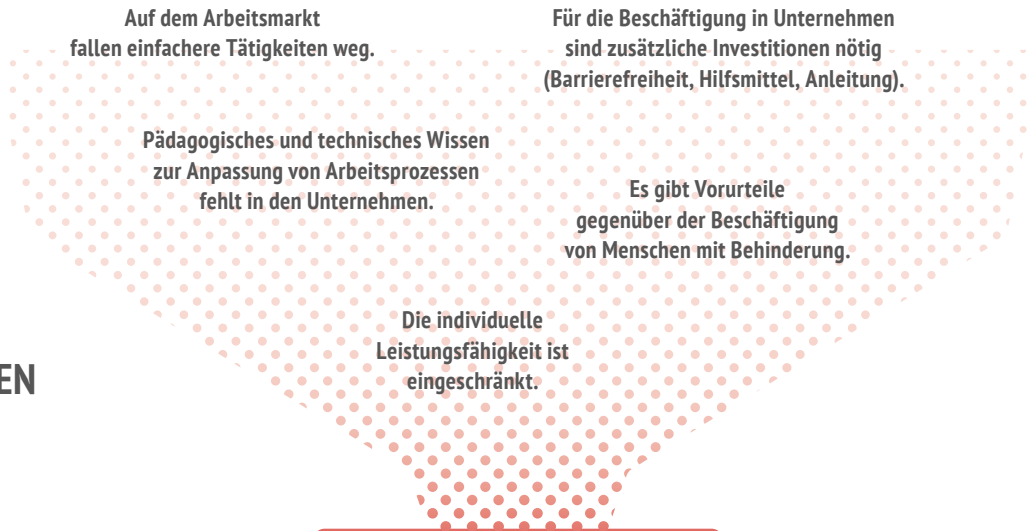 Auf dem Arbeitsmarkt
fallen einfachere Tätigkeiten weg.
Für die Beschäftigung in Unternehmen
sind zusätzliche Investitionen nötig
(Barrierefreiheit, Hilfsmittel, Anleitung).
Pädagogisches und technisches Wissen
zur Anpassung von Arbeitsprozessen
fehlt in den Unternehmen.
Es gibt Vorurteile
gegenüber der Beschäftigung
von Menschen mit Behinderung.
Die individuelle
Leistungsfähigkeit ist
eingeschränkt.
EN